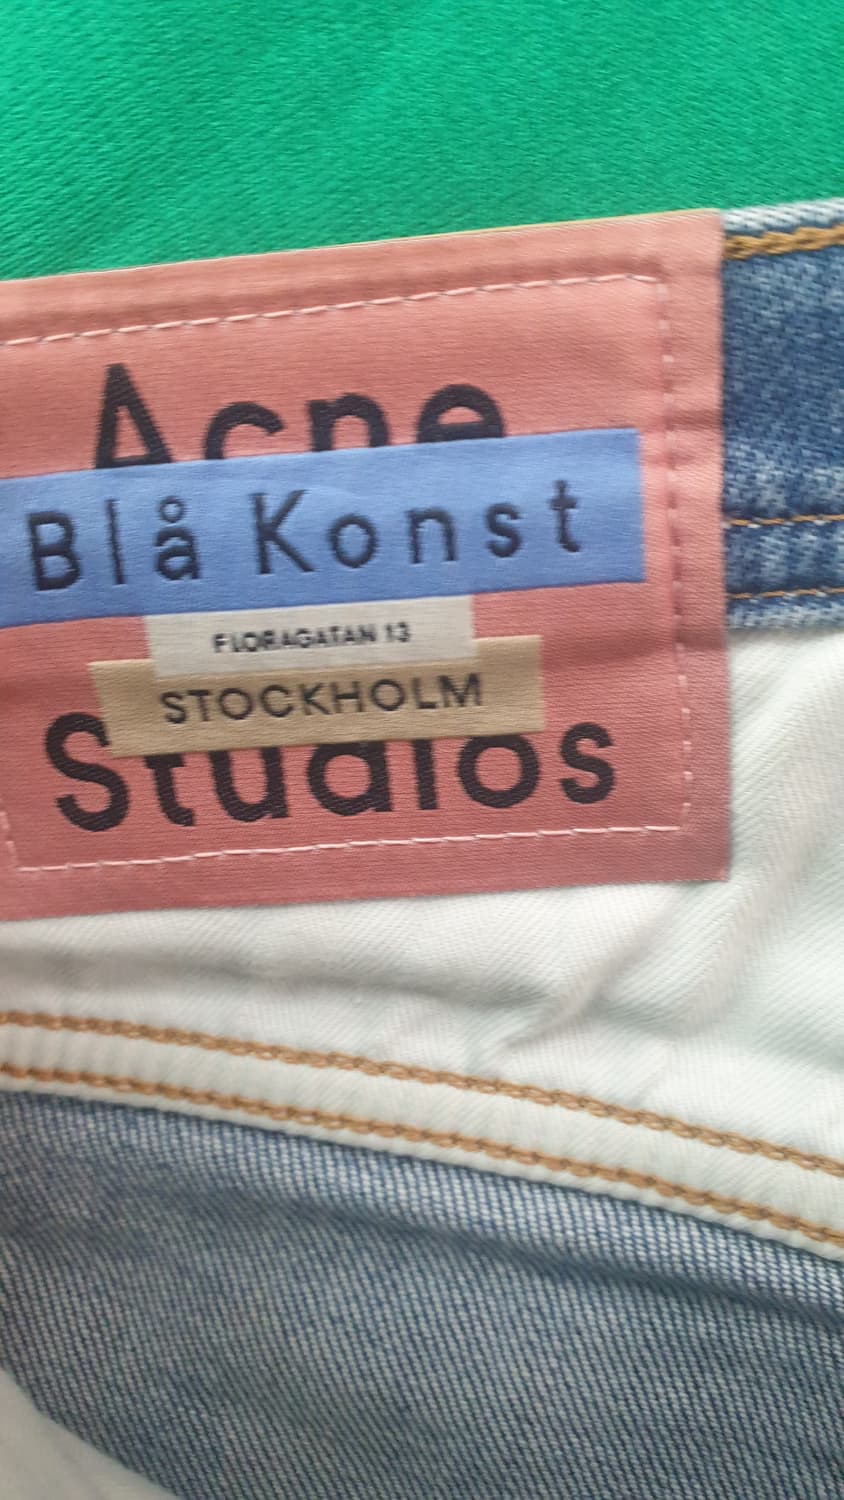 Acne
Blå Konst
FLORAGATAN 13
STOCKHOLM
Studios